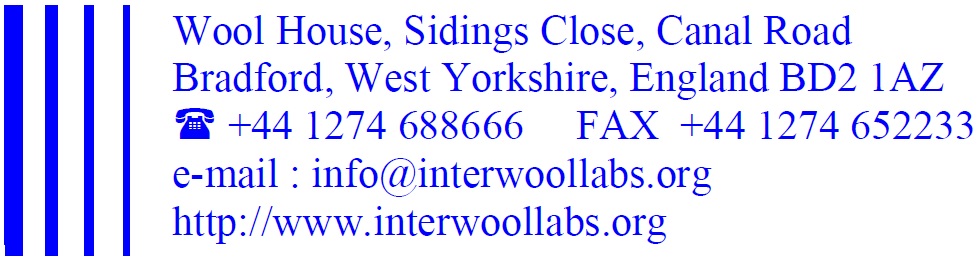 Wool House, Sidings Close, Canal Road
Bradford, West Yorkshire, England BD2 1AZ
☎ +44 1274 688666 FAX +44 1274 652233
e-mail : info@interwoollabs.org
http://www.interwoollabs.org